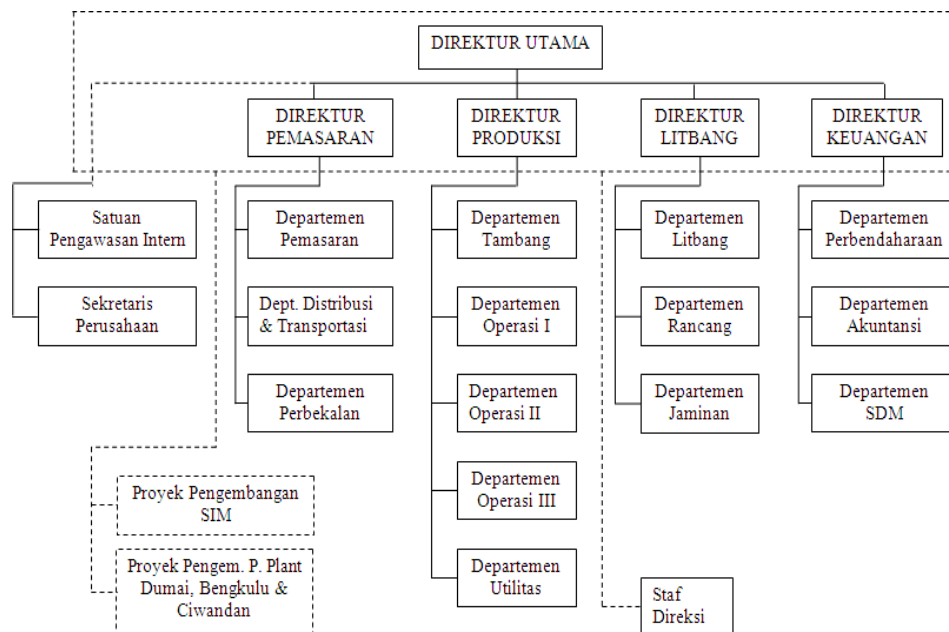 DIREKTUR UTAMA
DIREKTUR
PEMASARAN
DIREKTUR
PRODUKSI
DIREKTUR
LITBANG
DIREKTUR
KEUANGAN
Satuan
Pengawasan Intern
Sekretaris
Perusahaan
Departemen
Pemasaran
Dept. Distribusi
& Transportasi
Departemen
Perbekalan
Departemen
Tambang
Departemen
Operasi I
Departemen
Operasi II
Departemen
Operasi III
Departemen
Utilitas
Departemen
Litbang
Departemen
Rancang
Departemen
Jaminan
Departemen
Perbendaharaan
Departemen
Akuntansi
Departemen
SDM
Proyek Pengembangan
SIM
Proyek Pengem. P. Plant
Dumai, Bengkulu &
Ciwandan
Staf
Direksi